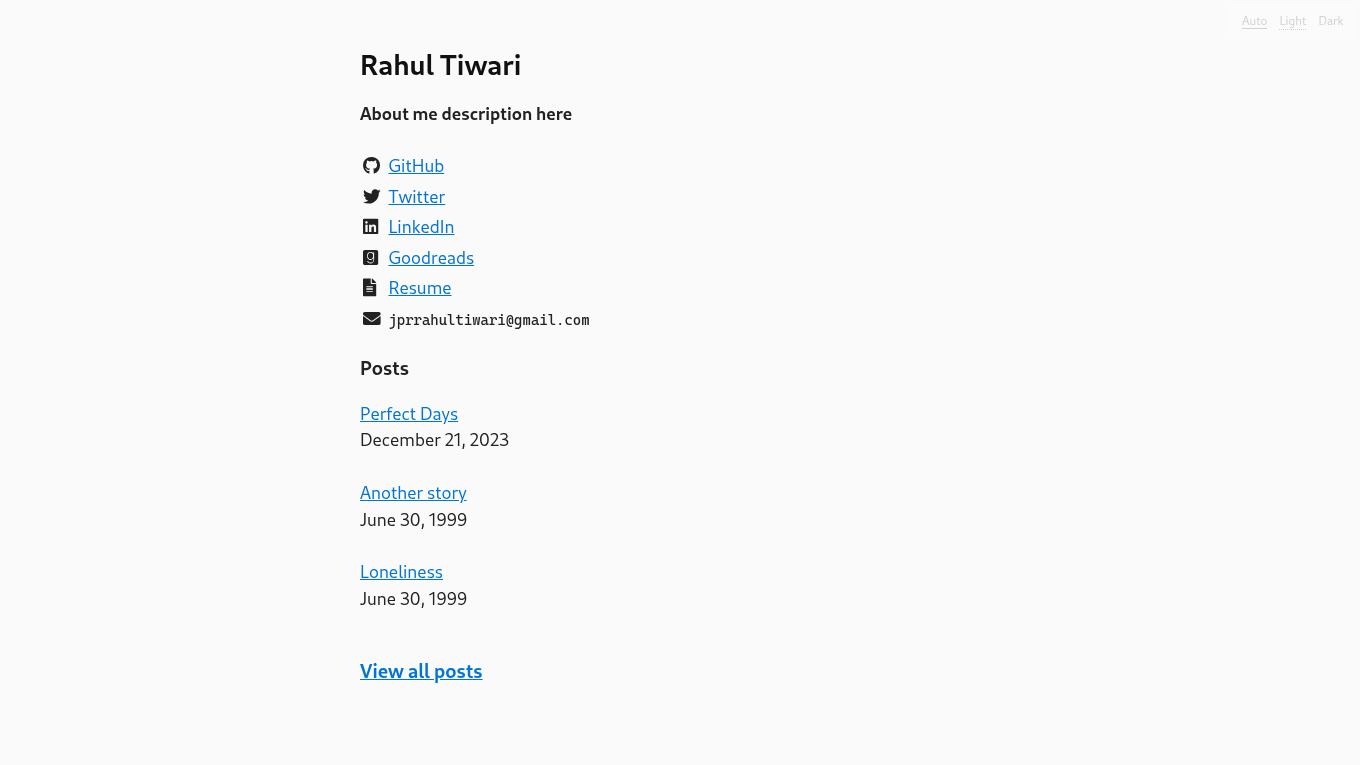 Auto Light Dark
Rahul Tiwari
About me description here
GitHub
Twitter
LinkedIn
Goodreads
Resume
jprrahultiwari@gmail.com
Posts
Perfect Days
December 21, 2023
Another story
June 30, 1999
Loneliness
June 30, 1999
View all posts